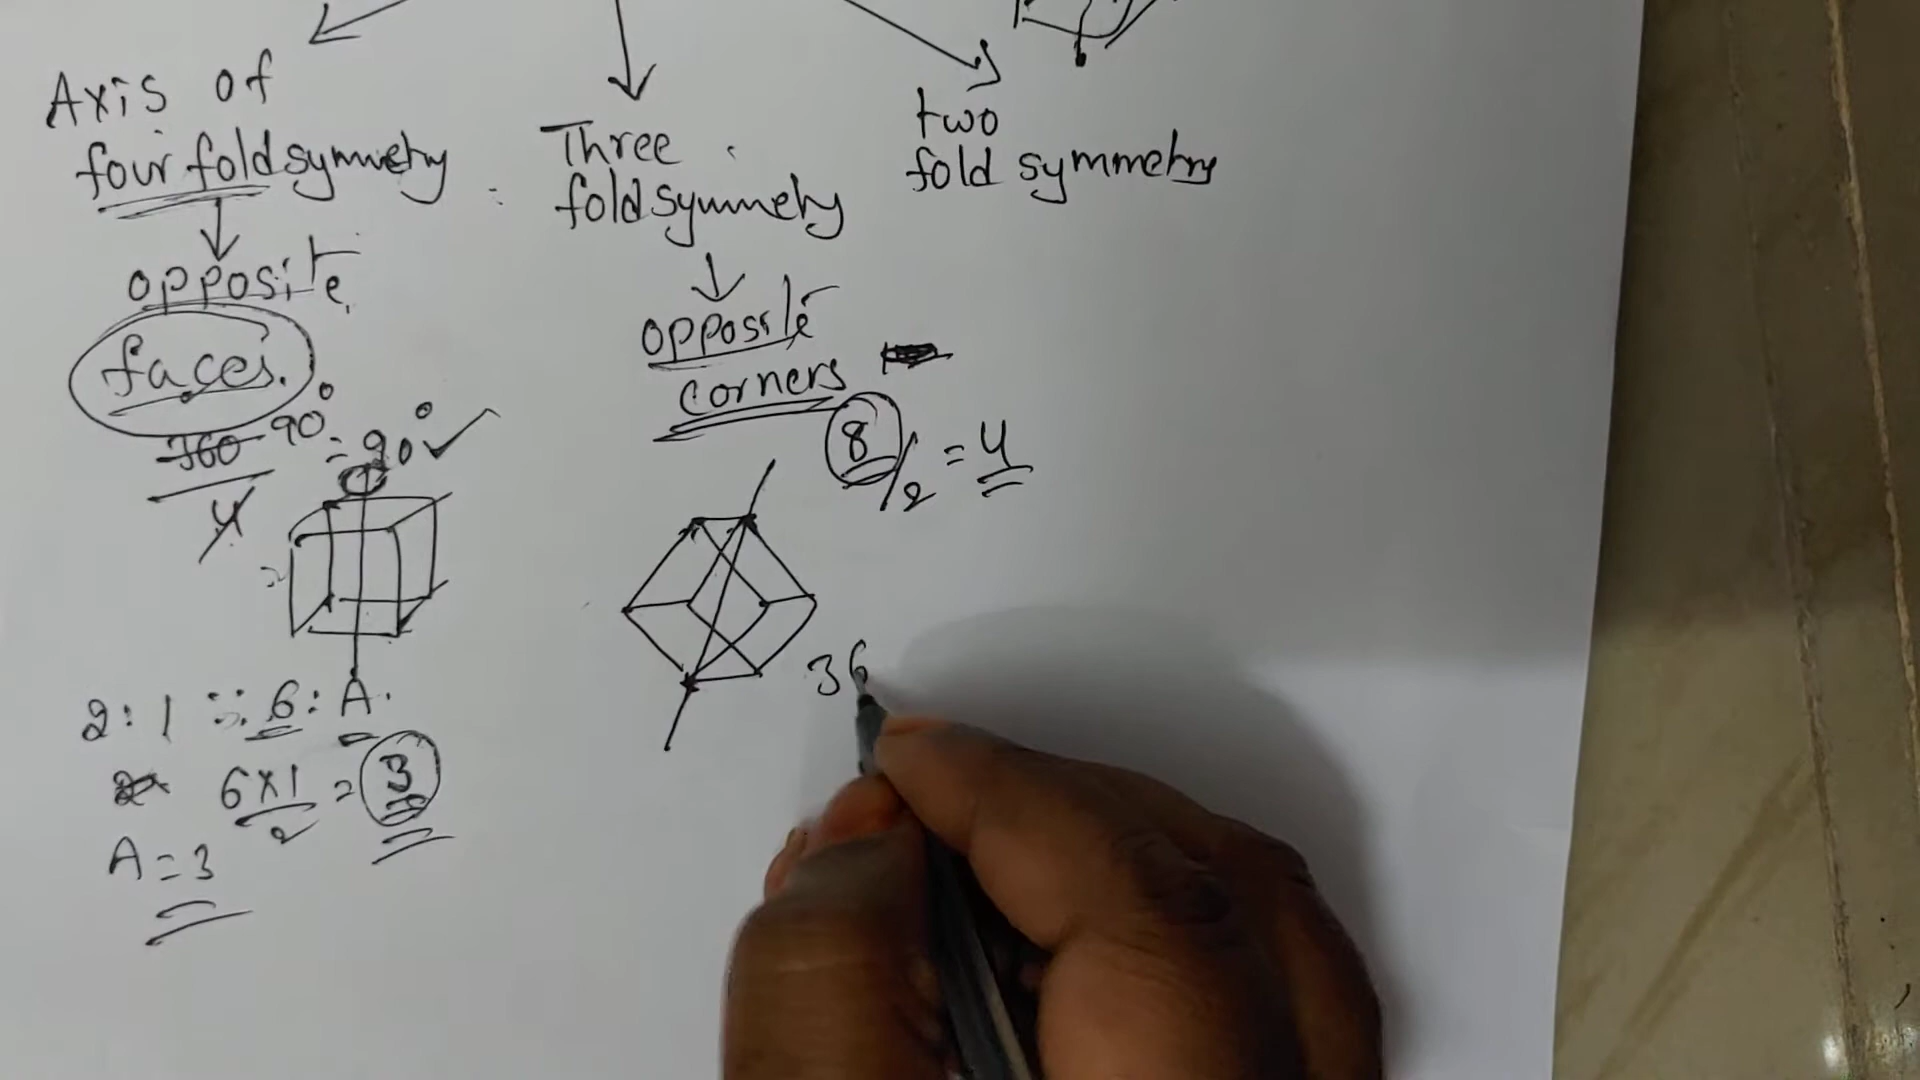 Axis of
four fold symmetry
opposite
faces.
360 90° = 90°
4
2 : 1 :: 6 : A.
6 x 1 = 3
2
A = 3
Three
fold symmetry
opposite
corners
8/2 = 4
36
two
fold symmetry